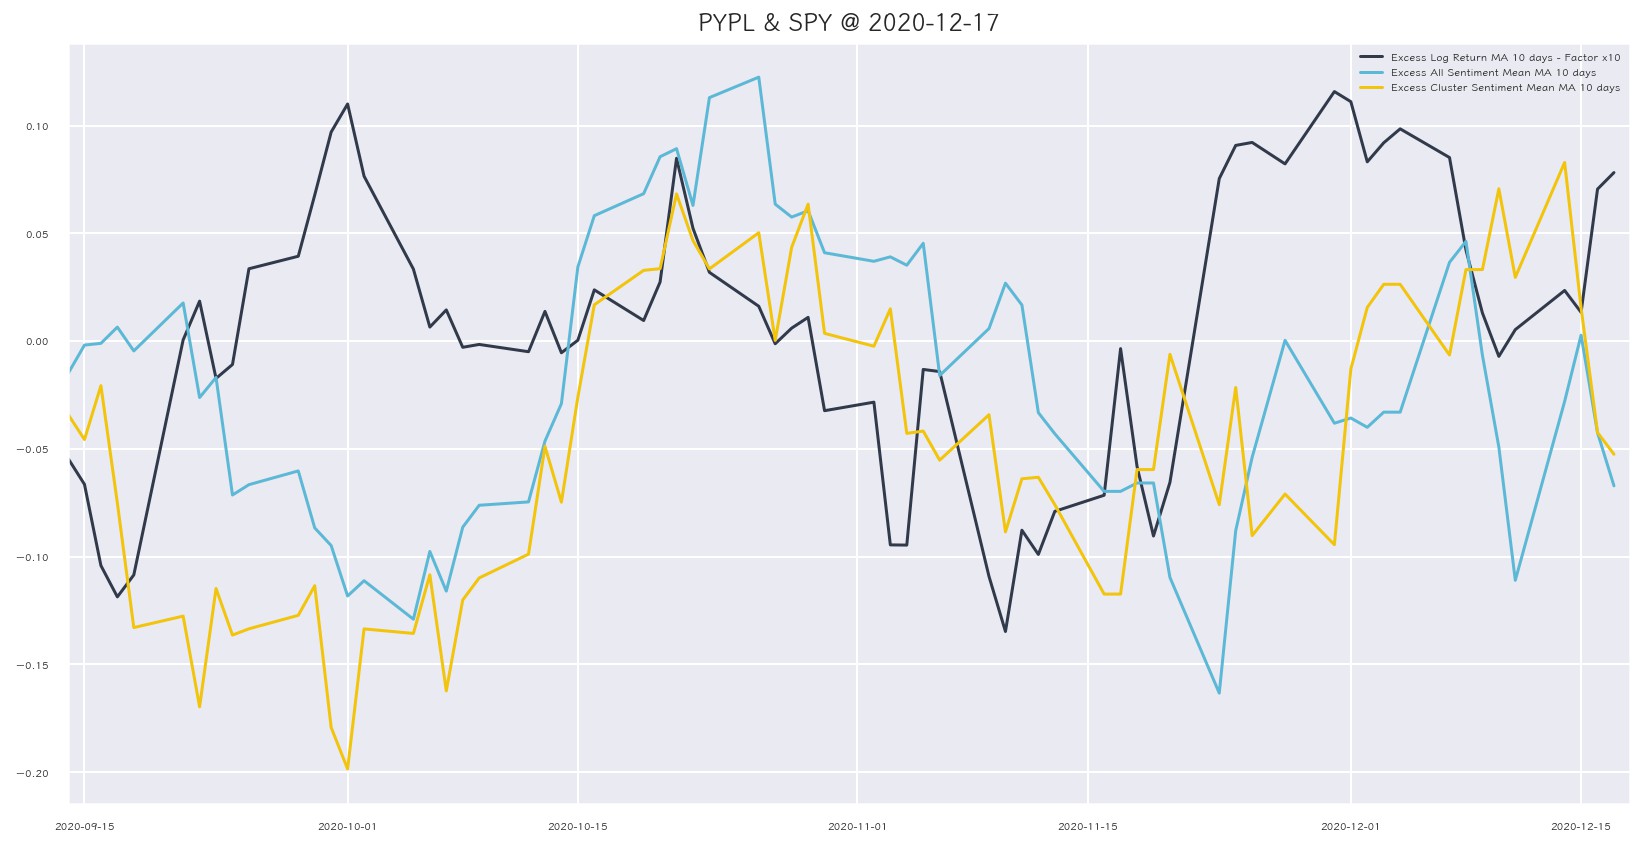 PYPL & SPY @ 2020-12-17
Excess Log Return MA 10 days - Factor x10
Excess All Sentiment Mean MA 10 days
Excess Cluster Sentiment Mean MA 10 days
0.10
0.05
0.00
−0.05
−0.10
−0.15
−0.20
2020-09-15 2020-10-01 2020-10-15 2020-11-01 2020-11-15 2020-12-01 2020-12-15